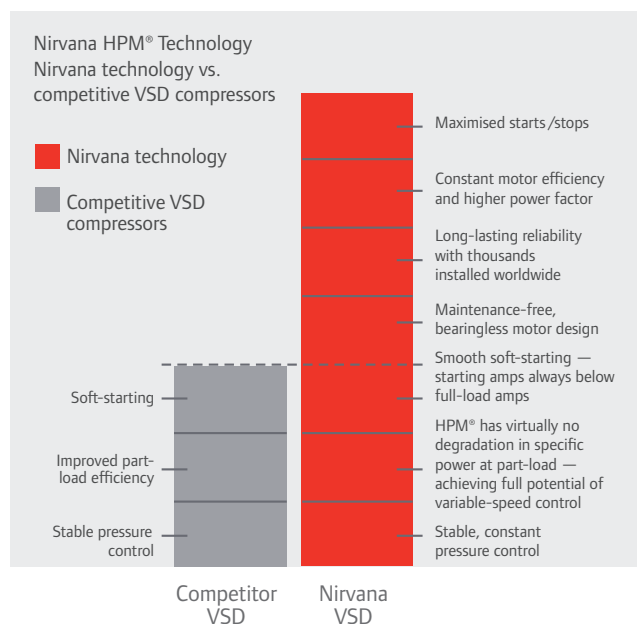 Nirvana HPM® Technology
Nirvana technology vs.
competitive VSD compressors
Nirvana technology
Competitive VSD
compressors
Soft-starting
Improved part-
load efficiency
Stable pressure
control
Maximised starts/stops
Constant motor efficiency
and higher power factor
Long-lasting reliability
with thousands
installed worldwide
Maintenance-free,
bearingless motor design
Smooth soft-starting —
starting amps always below
full-load amps
HPM® has virtually no
degradation in specific
power at part-load —
achieving full potential of
variable-speed control
Stable, constant
pressure control
Competitor
VSD
Nirvana
VSD